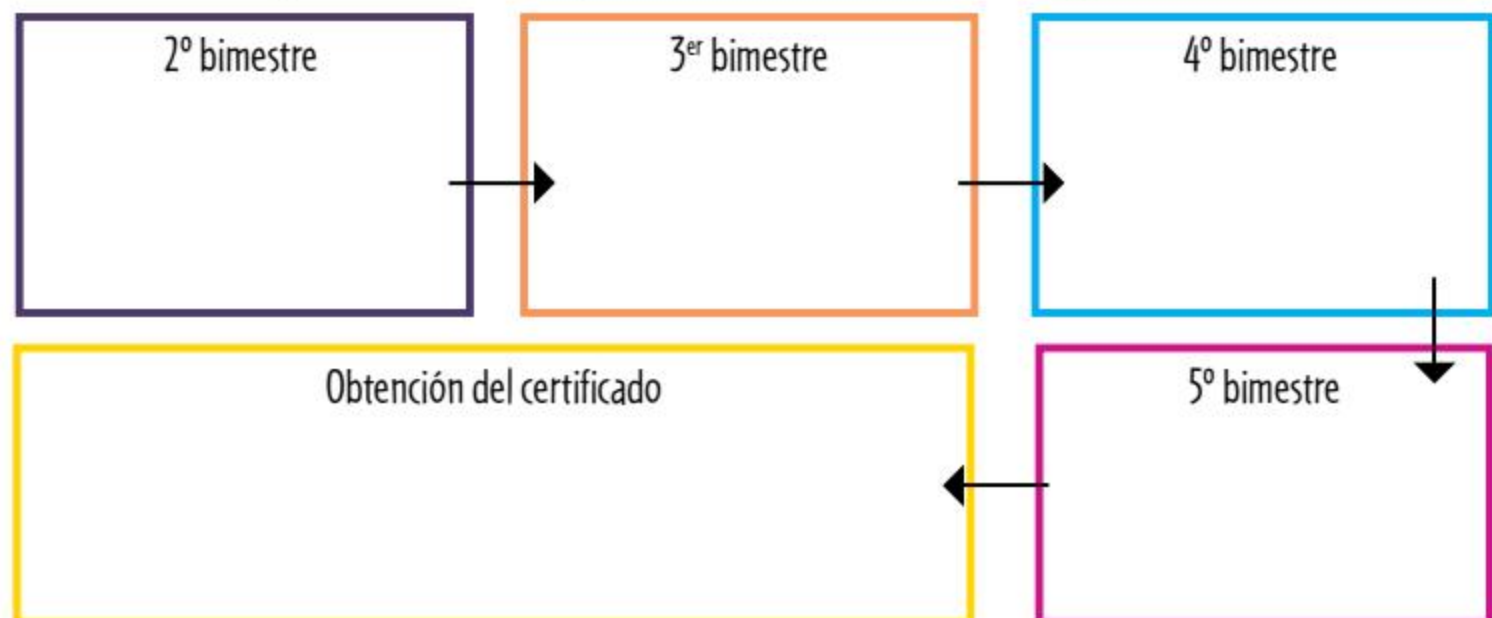 2º bimestre
3ᵉʳ bimestre
4º bimestre
5º bimestre
Obtención del certificado